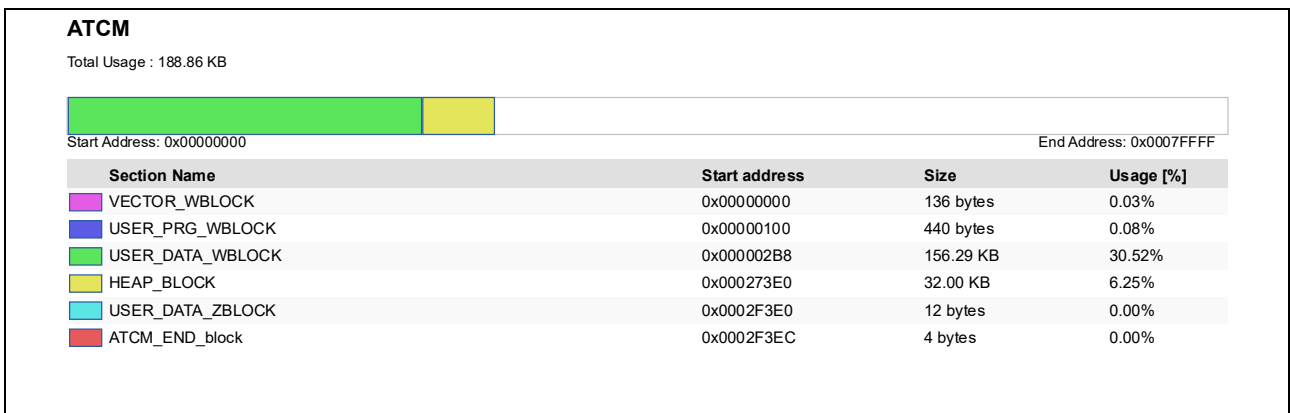 ATCM
Total Usage : 188.86 KB
Start Address: 0x00000000 End Address: 0x0007FFFF
Section Name Start address Size Usage [%]
VECTOR_WBLOCK 0x00000000 136 bytes 0.03%
USER_PRG_WBLOCK 0x00000100 440 bytes 0.08%
USER_DATA_WBLOCK 0x000002B8 156.29 KB 30.52%
HEAP_BLOCK 0x000273E0 32.00 KB 6.25%
USER_DATA_ZBLOCK 0x0002F3E0 12 bytes 0.00%
ATCM_END_block 0x0002F3EC 4 bytes 0.00%